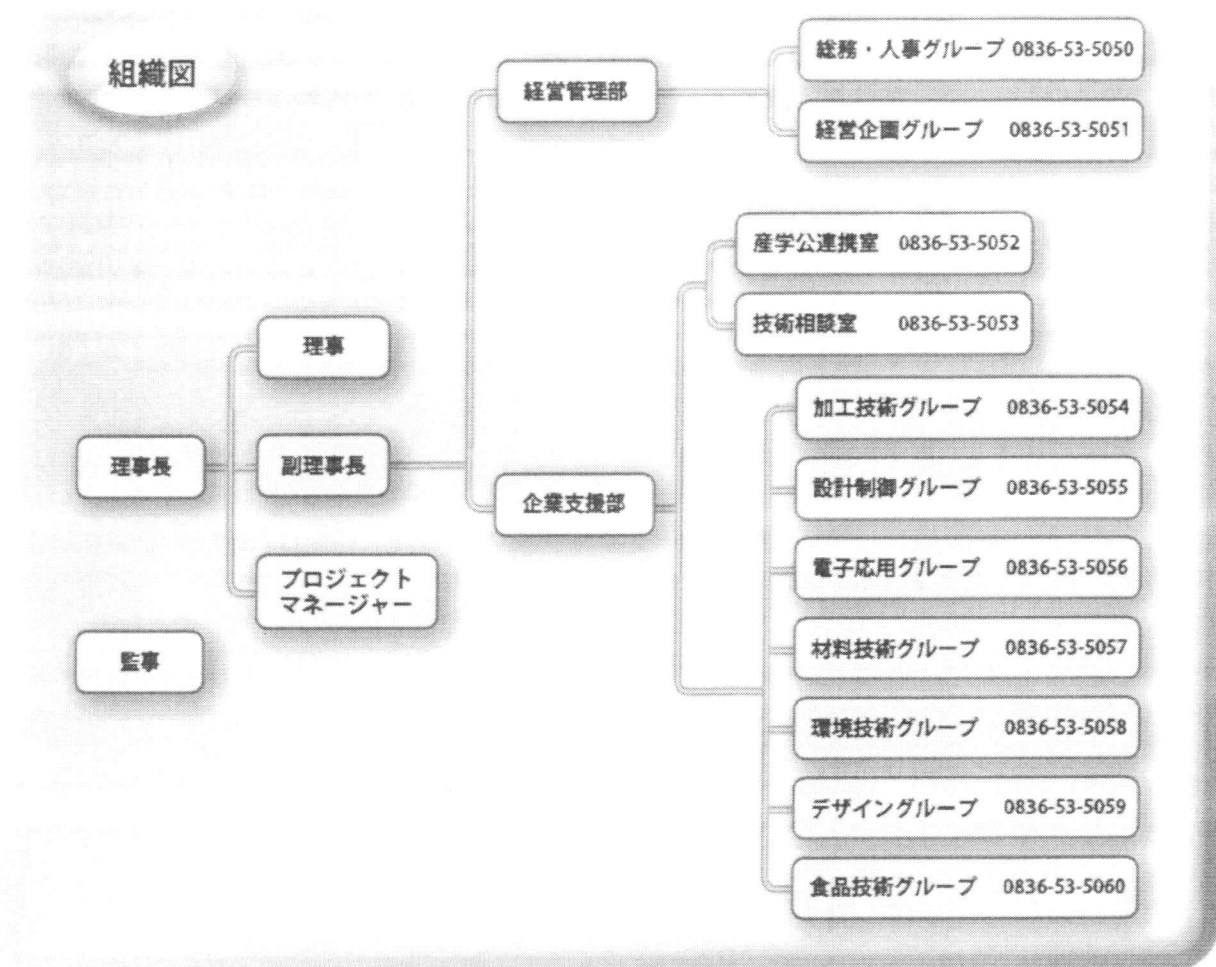 組織図
総務・人事グループ 0836-53-5050
経営管理部
経営企画グループ 0836-53-5051
産学公連携室 0836-53-5052
技術相談室 0836-53-5053
理事
理事長
副理事長
プロジェクト
マネージャー
監事
企業支援部
加工技術グループ 0836-53-5054
設計制御グループ 0836-53-5055
電子応用グループ 0836-53-5056
材料技術グループ 0836-53-5057
環境技術グループ 0836-53-5058
デザイングループ 0836-53-5059
食品技術グループ 0836-53-5060